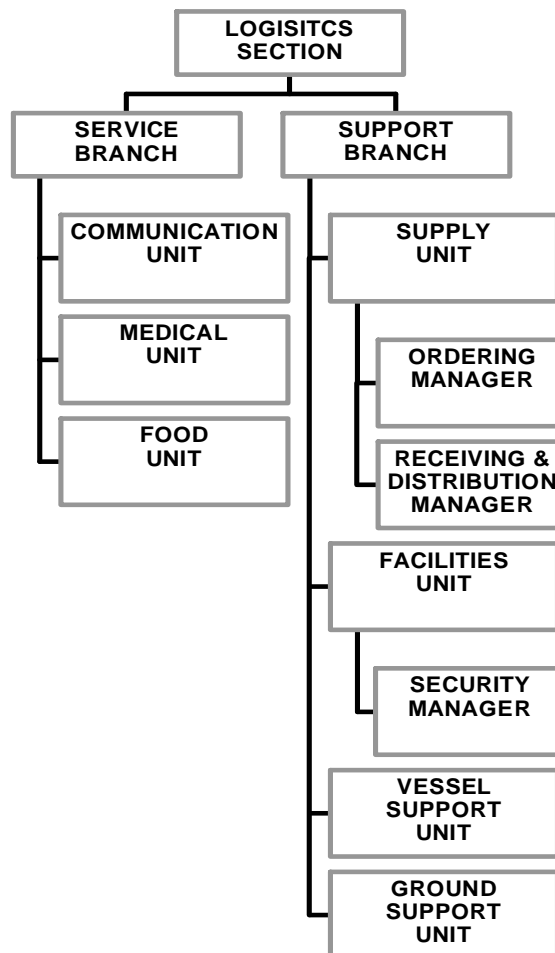 LOGISITCS
SECTION
SERVICE
BRANCH
SUPPORT
BRANCH
COMMUNICATION
UNIT
MEDICAL
UNIT
FOOD
UNIT
SUPPLY
UNIT
ORDERING
MANAGER
RECEIVING &
DISTRIBUTION
MANAGER
FACILITIES
UNIT
SECURITY
MANAGER
VESSEL
SUPPORT
UNIT
GROUND
SUPPORT
UNIT